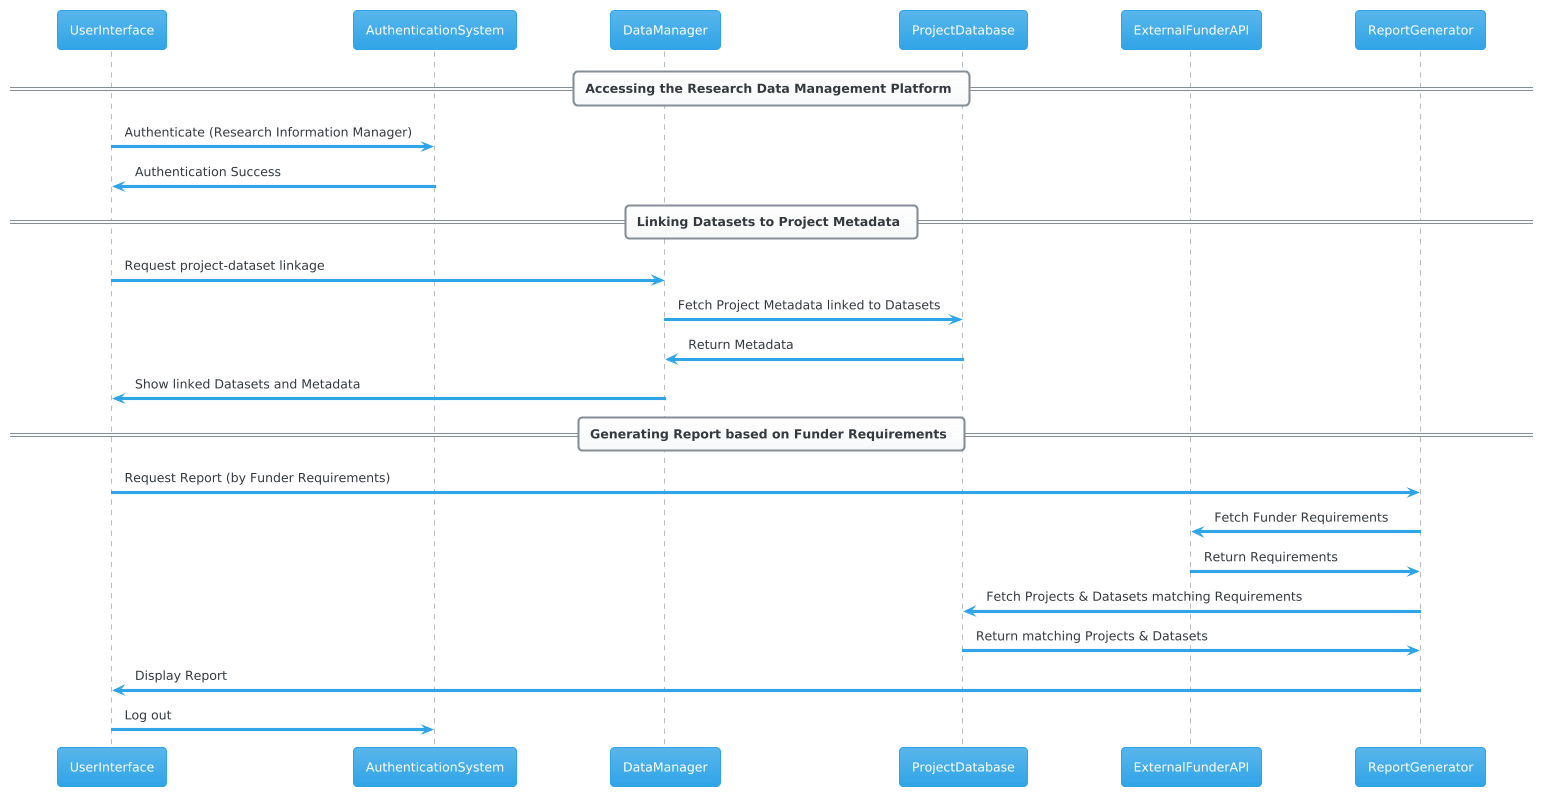 UserInterface
AuthenticationSystem
DataManager
ProjectDatabase
ExternalFunderAPI
ReportGenerator
Accessing the Research Data Management Platform
Authenticate (Research Information Manager)
Authentication Success
Linking Datasets to Project Metadata
Request project-dataset linkage
Fetch Project Metadata linked to Datasets
Return Metadata
Show linked Datasets and Metadata
Generating Report based on Funder Requirements
Request Report (by Funder Requirements)
Fetch Funder Requirements
Return Requirements
Fetch Projects & Datasets matching Requirements
Return matching Projects & Datasets
Display Report
Log out
UserInterface
AuthenticationSystem
DataManager
ProjectDatabase
ExternalFunderAPI
ReportGenerator